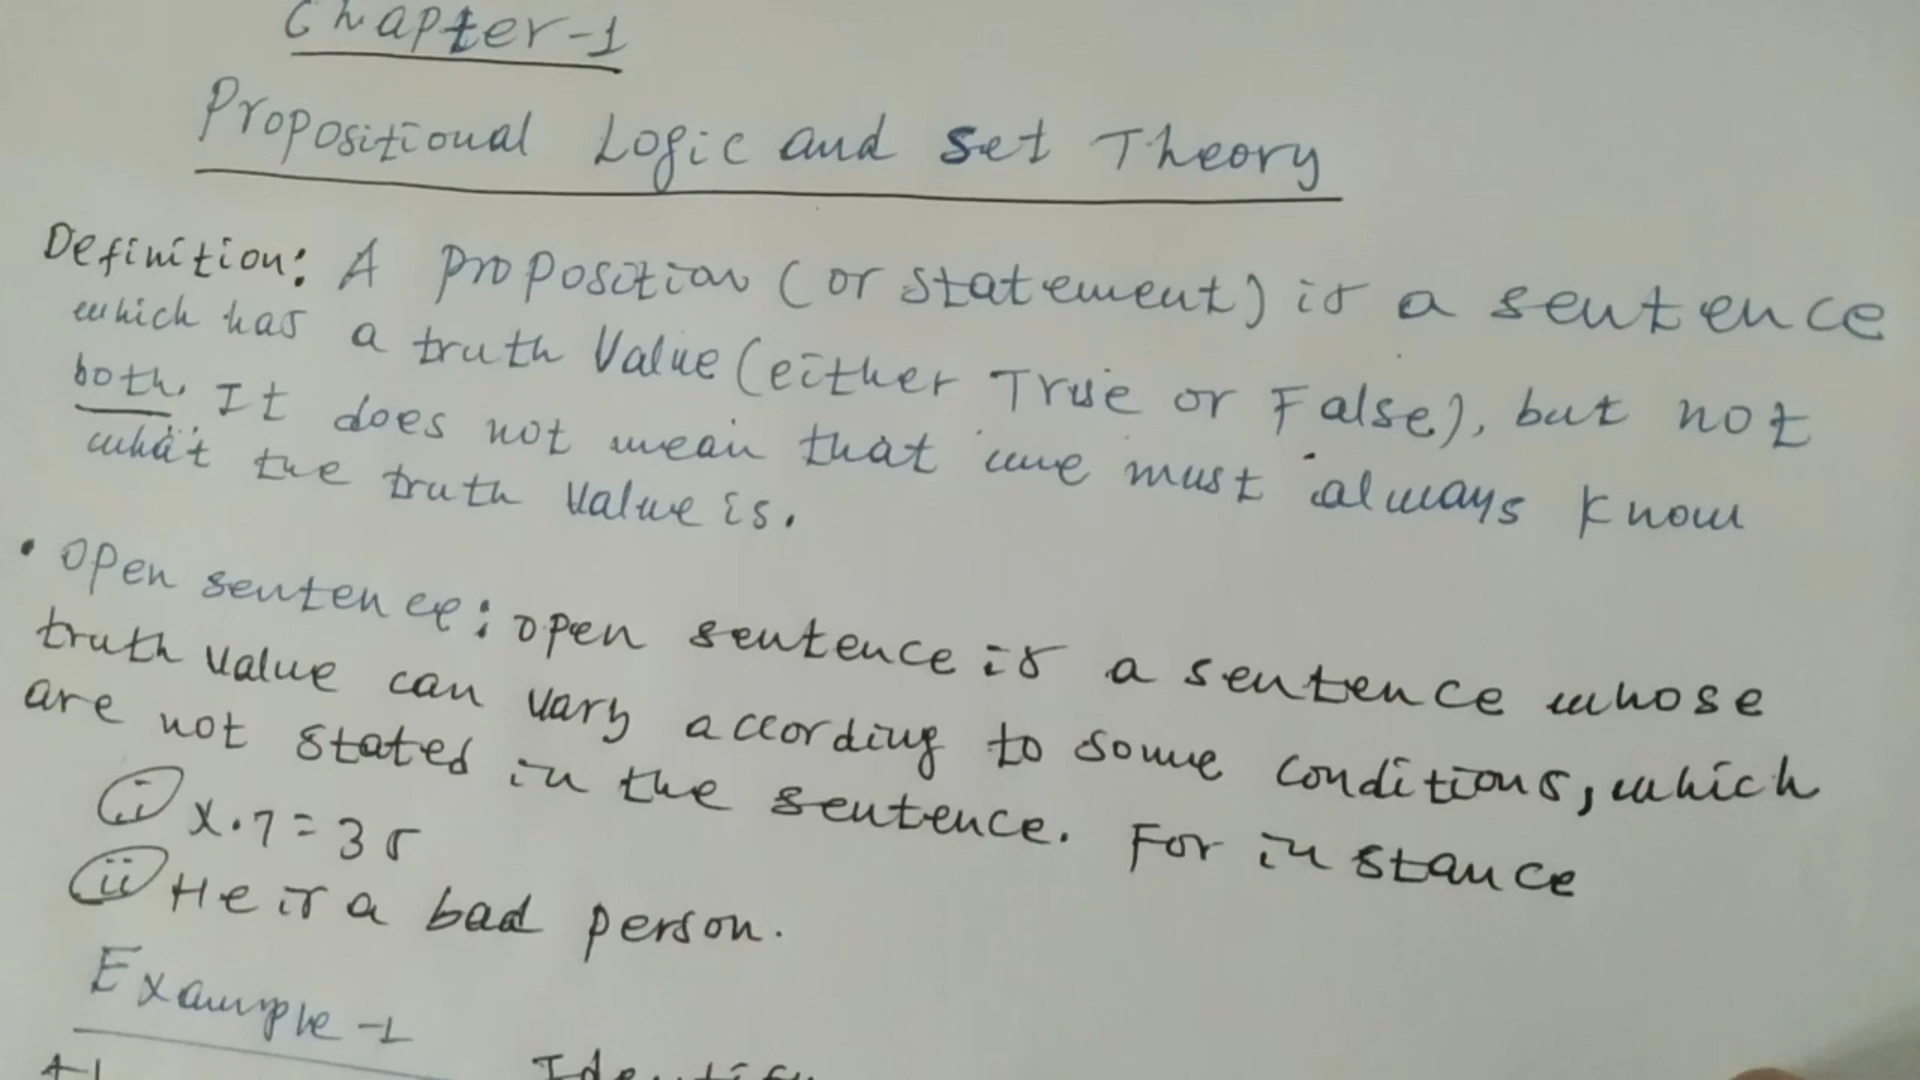 Chapter-1
Propositional Logic and set Theory
Definition: A proposition (or statement) is a sentence
which has a truth Value (either True or False), but not
both. It does not mean that we must always know
what the truth value is.
• open sentence: open sentence is a sentence whose
truth value can vary according to some conditions, which
are not stated in the sentence. For instance
(i) x.7=35
(ii) He is a bad person.
Example-1
Identify